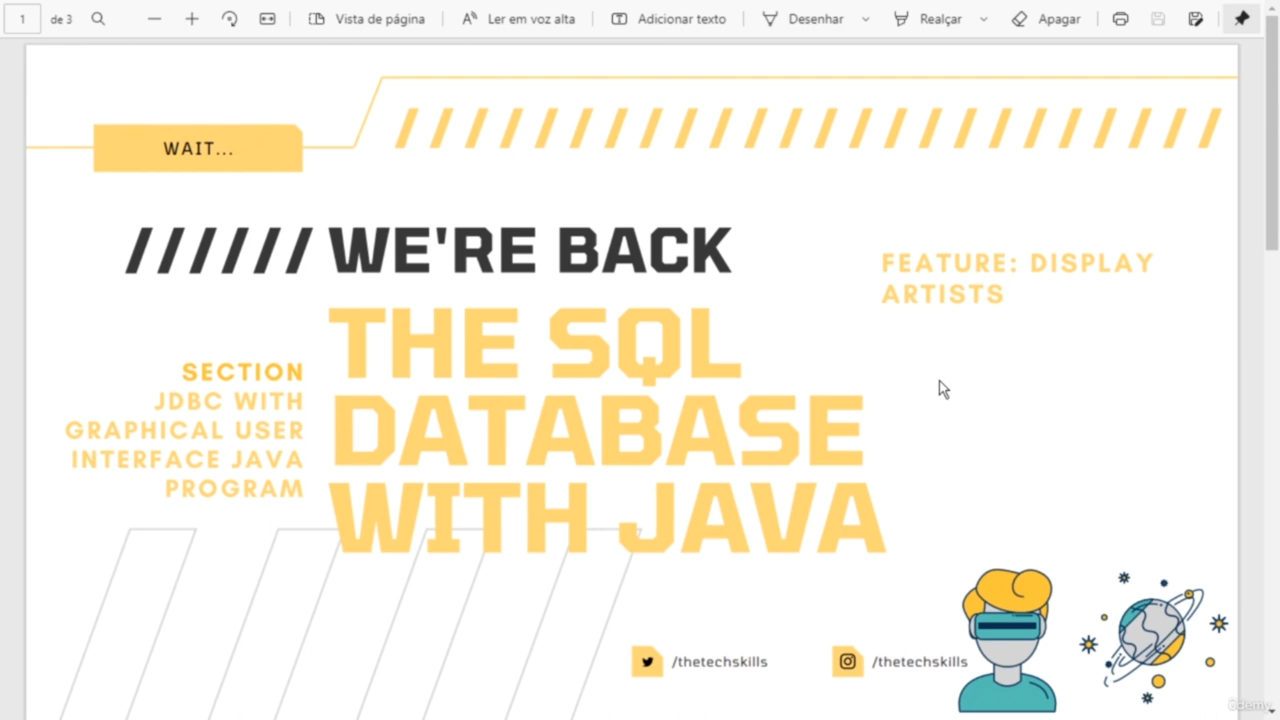 1 de 3 Vista de página Ler em voz alta Adicionar texto Desenhar Realçar Apagar
WAIT...
WE'RE BACK
FEATURE: DISPLAY
ARTISTS
THE SQL
DATABASE
WITH JAVA
SECTION
JDBC WITH
GRAPHICAL USER
INTERFACE JAVA
PROGRAM
/thetechskills
/thetechskills
ûdemy